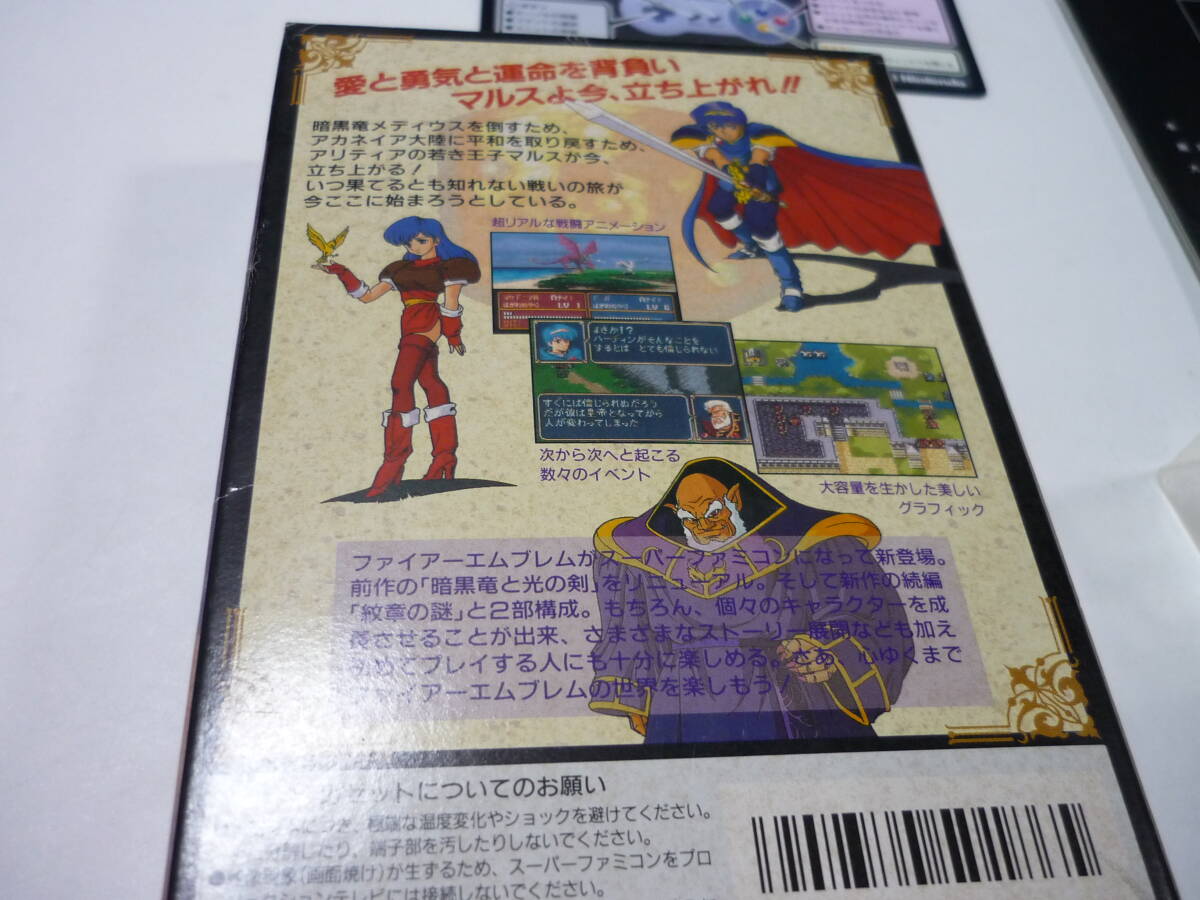 愛と勇気と運命を背負い
マルスよ今、立ち上がれ!!
暗黒竜メディウスを倒すため、
アカネイア大陸に平和を取り戻すため、
アリティアの若き王子マルスが今、
立ち上がる!
いつ果てるとも知れない戦いの旅が
今ここに始まろうとしている。
超リアルな戦闘アニメーション
LV 1
まさか!?
ハーディンがそんなことを
するとは とても信じられない
すぐには信じられぬだろう
だが彼は皇帝となってから
人が変わってしまった
次から次へと起こる
数々のイベント
大容量を生かした美しい
グラフィック
ファイアーエムブレムがスーパーファミコンになって新登場。
前作の「暗黒竜と光の剣」をリニューアル。そして新作の続編
「紋章の謎」と2部構成。もちろん、個々のキャラクターを成
長させることが出来、さまざまなストーリー展開なども加え
初めてプレイする人にも十分に楽しめる。さあ、心ゆくまで
ファイアーエムブレムの世界を楽しもう!
セットについてのお願い
極端な温度変化やショックを避けてください。
したり、端子部を汚したりしないでください。
(画面焼け)が生ずるため、スーパーファミコンをプロ
クションテレビには接続しないでください。
Nintendo